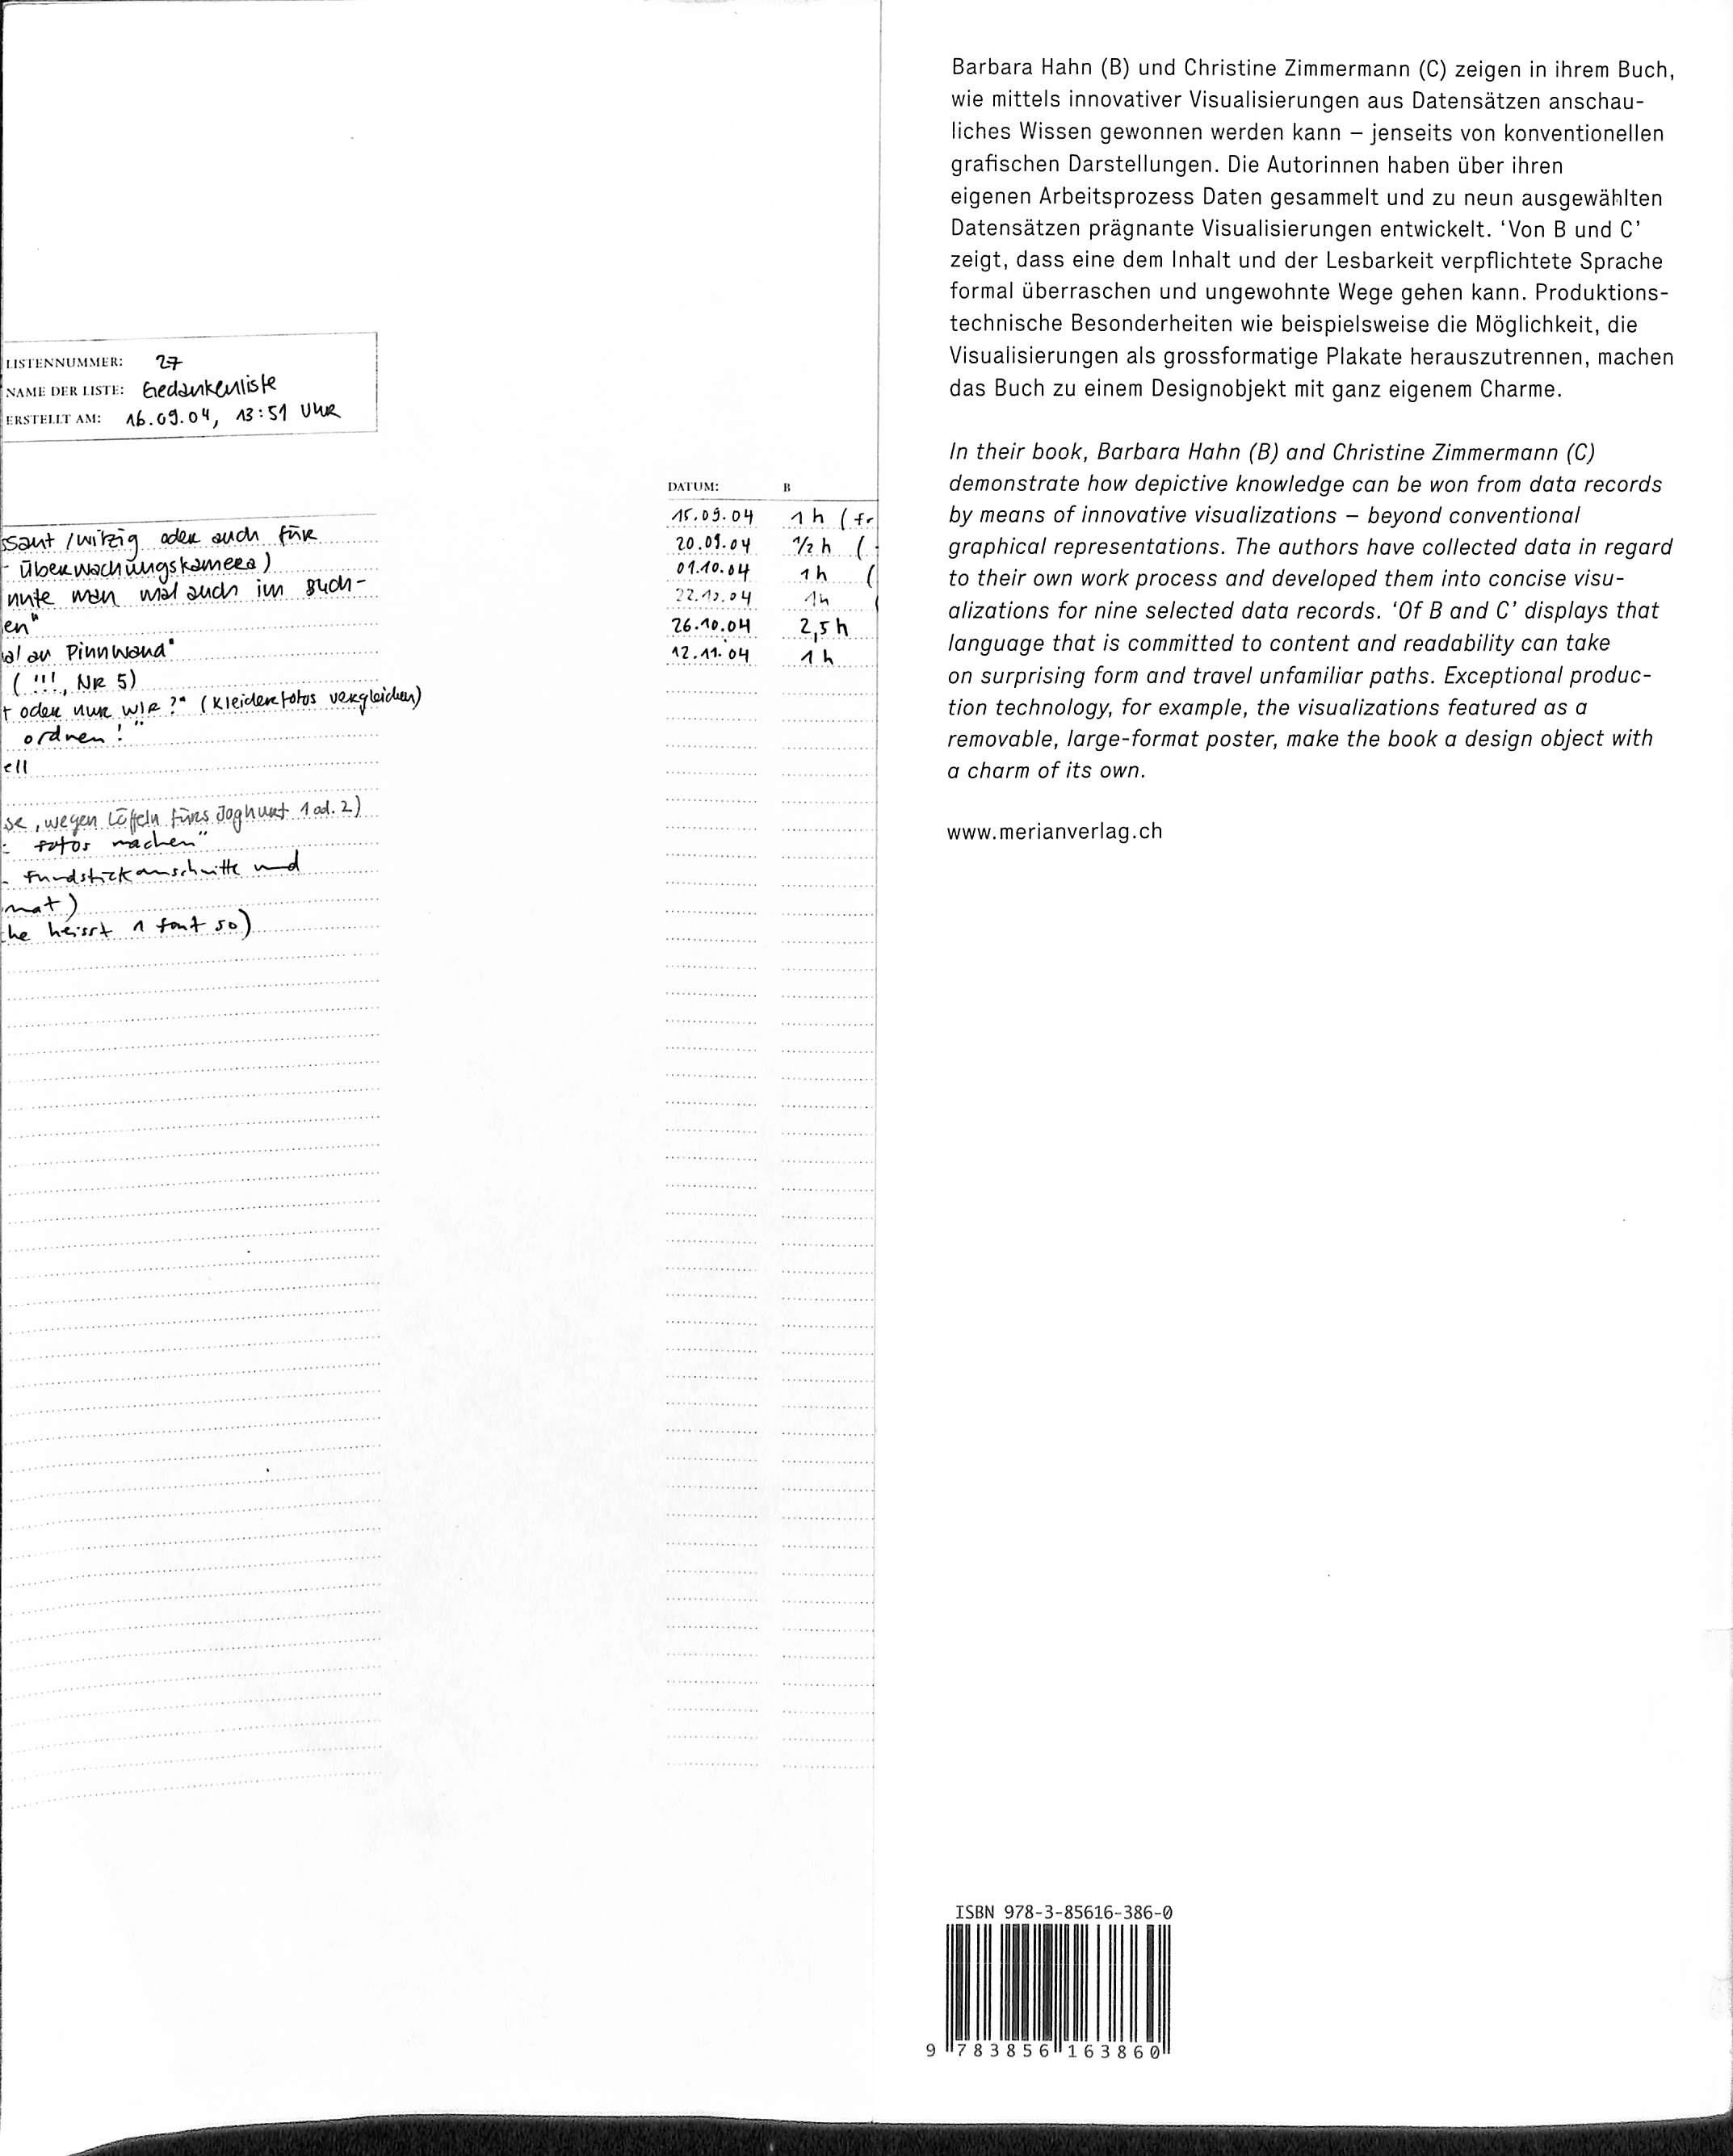 LISTENNUMMER: 27
NAME DER LISTE: Gedankenliste
ERSTELLT AM: 16.09.04, 13:51 Uhr
ssant / witzig oder auch für
- Überwachungskamera)
nnte man mal auch im Buch-
en"
al an Pinnwand"
( !!!, Nr 5)
t oder nur wir?" (Kleiderfotos vergleichen)
ordnen!"
ell
se, wegen Löffeln fürs Joghurt 1 od. 2)
: fotos machen"
- Fundstückanschnitte und
mat)
che heisst 1 font so)
DATUM: B
15.09.04 1 h (fr
20.09.04 1/2 h (
01.10.04 1 h (
22.10.04 1h (
26.10.04 2,5 h
12.11.04 1 h
Barbara Hahn (B) und Christine Zimmermann (C) zeigen in ihrem Buch,
wie mittels innovativer Visualisierungen aus Datensätzen anschau-
liches Wissen gewonnen werden kann – jenseits von konventionellen
grafischen Darstellungen. Die Autorinnen haben über ihren
eigenen Arbeitsprozess Daten gesammelt und zu neun ausgewählten
Datensätzen prägnante Visualisierungen entwickelt. ‘Von B und C’
zeigt, dass eine dem Inhalt und der Lesbarkeit verpflichtete Sprache
formal überraschen und ungewohnte Wege gehen kann. Produktions-
technische Besonderheiten wie beispielsweise die Möglichkeit, die
Visualisierungen als grossformatige Plakate herauszutrennen, machen
das Buch zu einem Designobjekt mit ganz eigenem Charme.
In their book, Barbara Hahn (B) and Christine Zimmermann (C)
demonstrate how depictive knowledge can be won from data records
by means of innovative visualizations – beyond conventional
graphical representations. The authors have collected data in regard
to their own work process and developed them into concise visu-
alizations for nine selected data records. ‘Of B and C’ displays that
language that is committed to content and readability can take
on surprising form and travel unfamiliar paths. Exceptional produc-
tion technology, for example, the visualizations featured as a
removable, large-format poster, make the book a design object with
a charm of its own.
www.merianverlag.ch
ISBN 978-3-85616-386-0
9 783856 163860